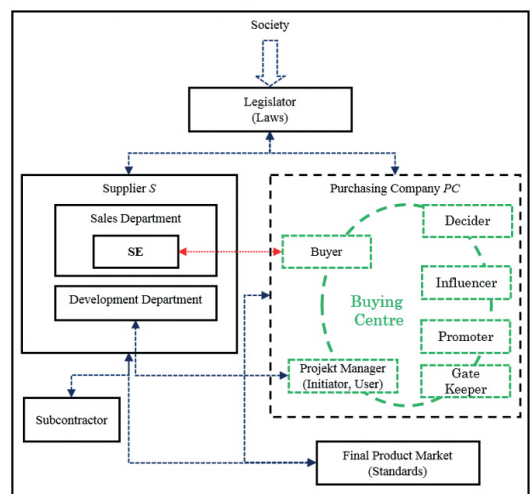 Society
Legislator
(Laws)
Supplier S
Sales Department
SE
Development Department
Subcontractor
Purchasing Company PC
Decider
Buyer
Influencer
Buying
Centre
Promoter
Projekt Manager
(Initiator, User)
Gate
Keeper
Final Product Market
(Standards)